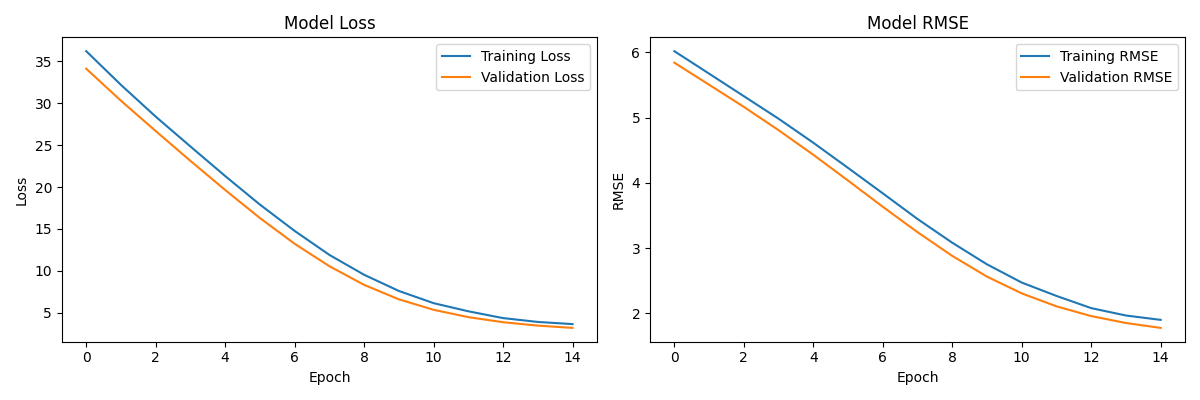 Model Loss
Training Loss
Validation Loss
35
30
25
20
15
10
5
Loss
0 2 4 6 8 10 12 14
Epoch
Model RMSE
Training RMSE
Validation RMSE
6
5
4
3
2
RMSE
0 2 4 6 8 10 12 14
Epoch